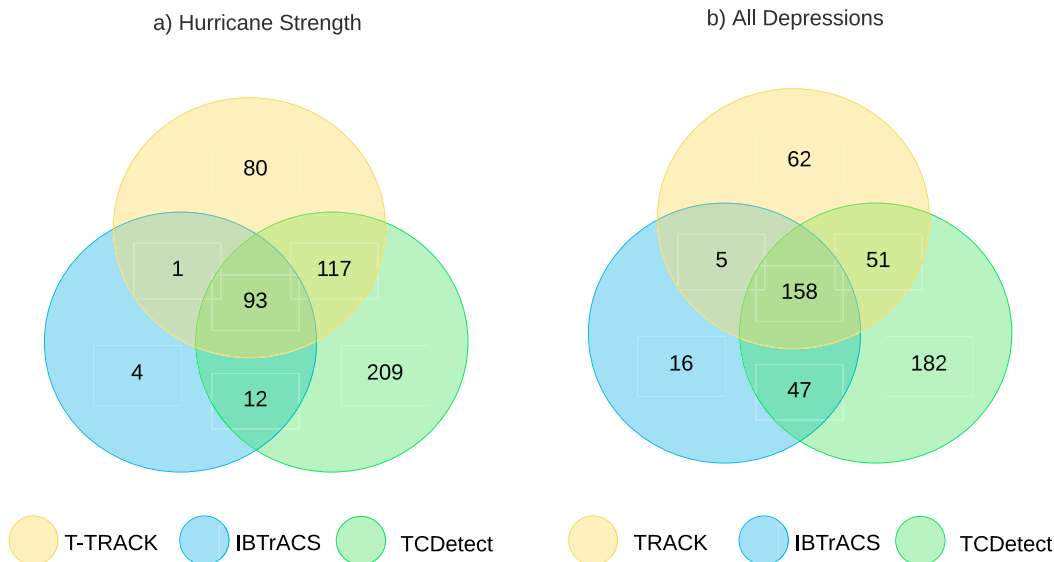 a) Hurricane Strength
80
1
117
93
4
209
12
T-TRACK
IBTrACS
TCDetect
b) All Depressions
62
5
51
158
16
182
47
TRACK
IBTrACS
TCDetect